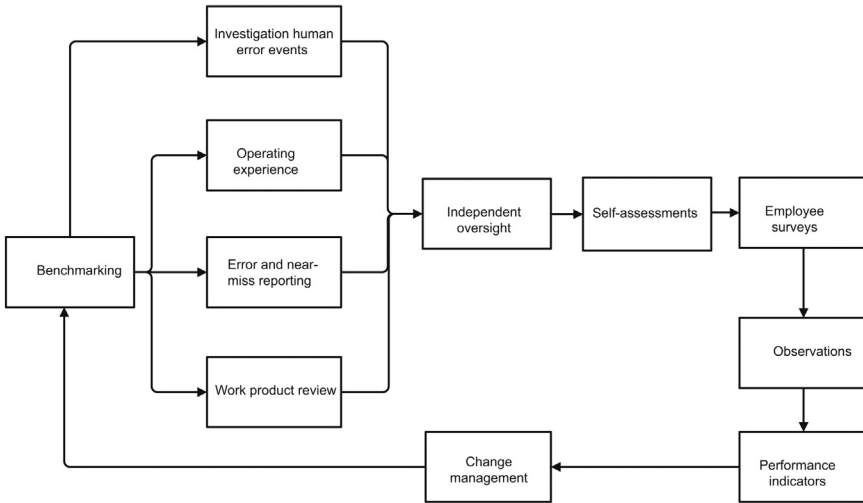 Investigation human
error events
Operating
experience
Benchmarking
Error and near-
miss reporting
Work product review
Independent
oversight
Self-assessments
Employee
surveys
Observations
Performance
indicators
Change
management